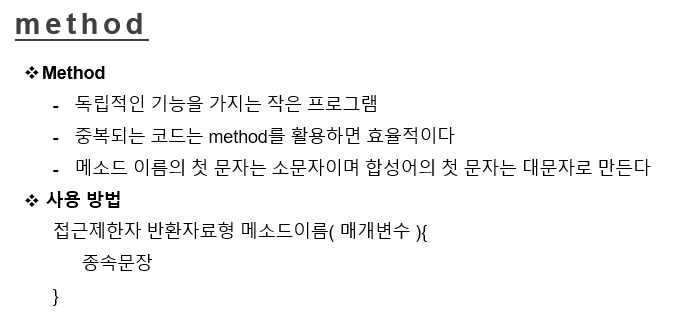 method
❖ Method
- 독립적인 기능을 가지는 작은 프로그램
- 중복되는 코드는 method를 활용하면 효율적이다
- 메소드 이름의 첫 문자는 소문자이며 합성어의 첫 문자는 대문자로 만든다
❖ 사용 방법
접근제한자 반환자료형 메소드이름( 매개변수 ){
종속문장
}